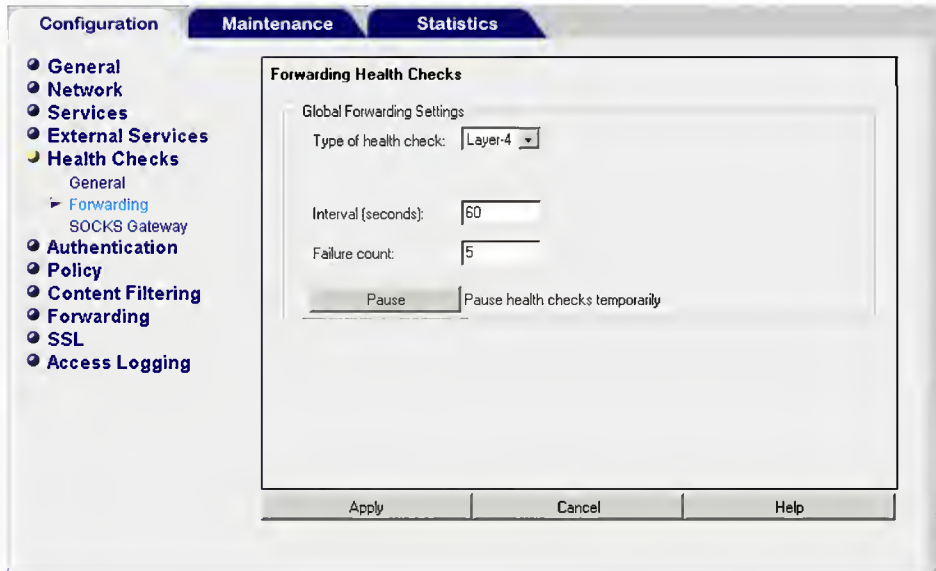 Configuration
Maintenance
Statistics
General
Network
Services
External Services
Health Checks
General
Forwarding
SOCKS Gateway
Authentication
Policy
Content Filtering
Forwarding
SSL
Access Logging
Forwarding Health Checks
Global Forwarding Settings
Type of health check: Layer-4
Interval (seconds): 60
Failure count: 5
Pause Pause health checks temporarily
Apply Cancel Help